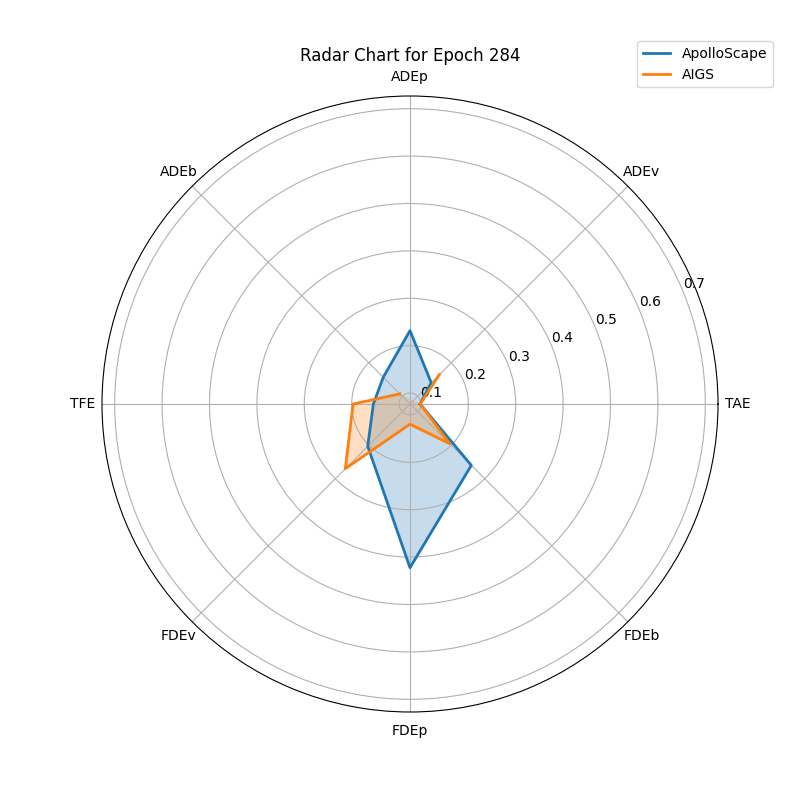 Radar Chart for Epoch 284
ApolloScape
AIGS
ADEp
ADEb
ADEv
0.7
0.6
0.5
0.4
0.3
0.2
0.1
TFE
TAE
FDEv
FDEb
FDEp